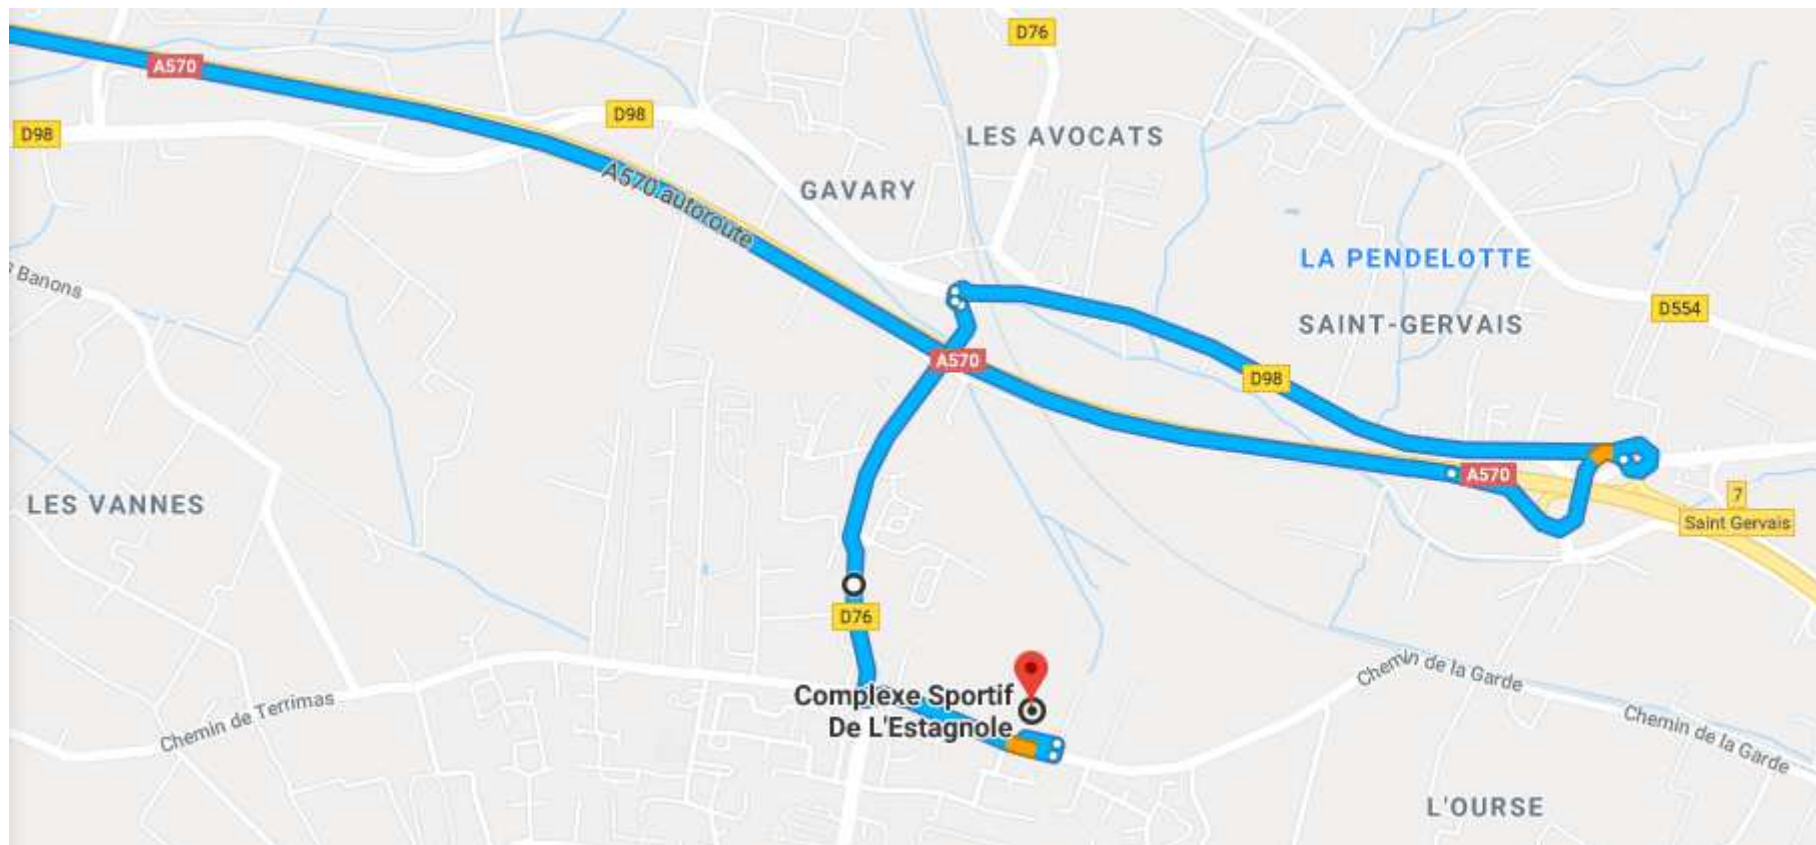 D76
A570
D98
D98
LES AVOCATS
A570 autoroute
GAVARY
LA PENDELOTTE
Banons
D554
SAINT-GERVAIS
A570
D98
A570
LES VANNES
7
Saint Gervais
D76
Chemin de la Garde
Complexe Sportif
De L'Estagnole
Chemin de Terrimas
Chemin de la Garde
L'OURSE